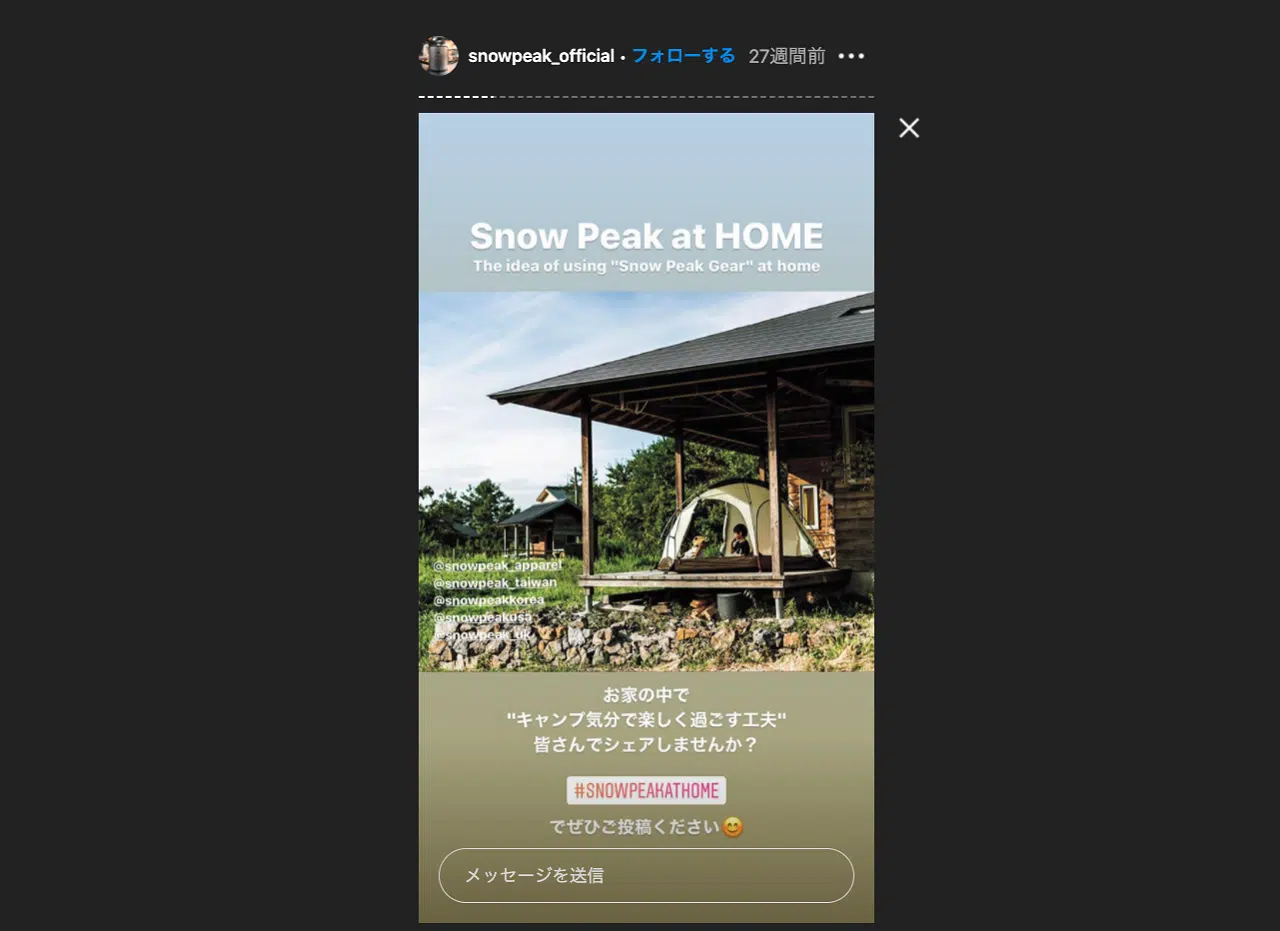 snowpeak_official • フォローする 27週間前 •••
Snow Peak at HOME
The idea of using "Snow Peak Gear" at home
@snowpeak_apparel
@snowpeak_taiwan
@snowpeakkorea
@snowpeakusa
@snowpeak_uk
お家の中で
"キャンプ気分で楽しく過ごす工夫"
皆さんでシェアしませんか？
#SNOWPEAKATHOME
でぜひご投稿ください😊
メッセージを送信